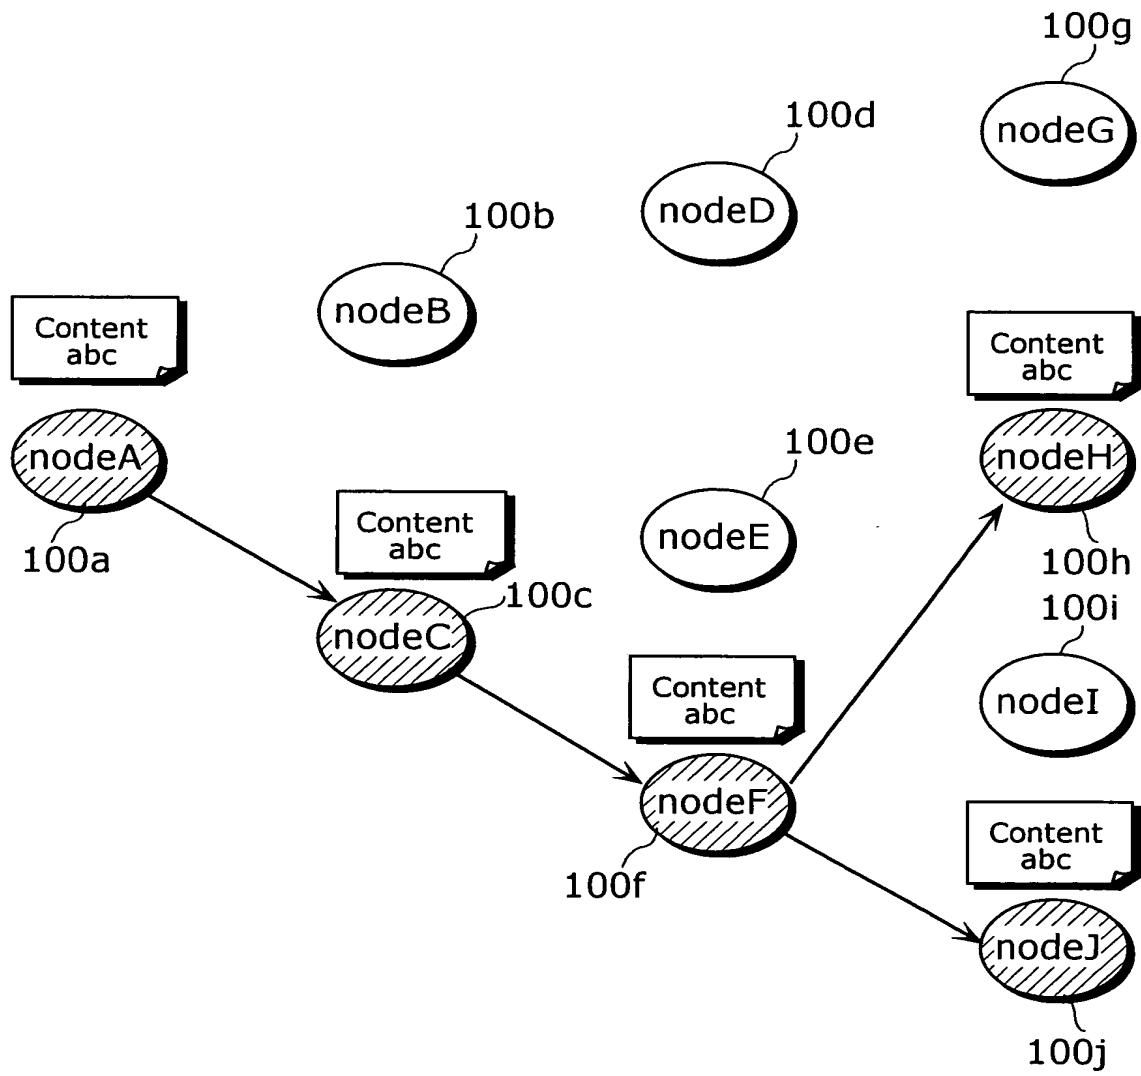 100g
nodeG
100d
nodeD
100b
nodeB
Content
abc
nodeA
100a
Content
abc
nodeH
100h
100e
nodeE
Content
abc
100c
nodeC
100i
nodeI
Content
abc
nodeF
100f
Content
abc
nodeJ
100j